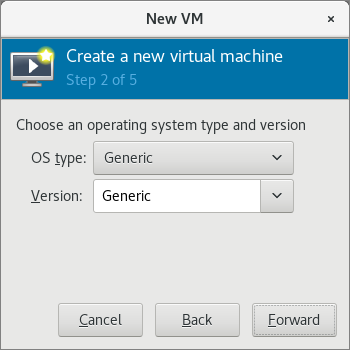 New VM
Create a new virtual machine
Step 2 of 5
Choose an operating system type and version
OS type: Generic
Version: Generic
Cancel Back Forward